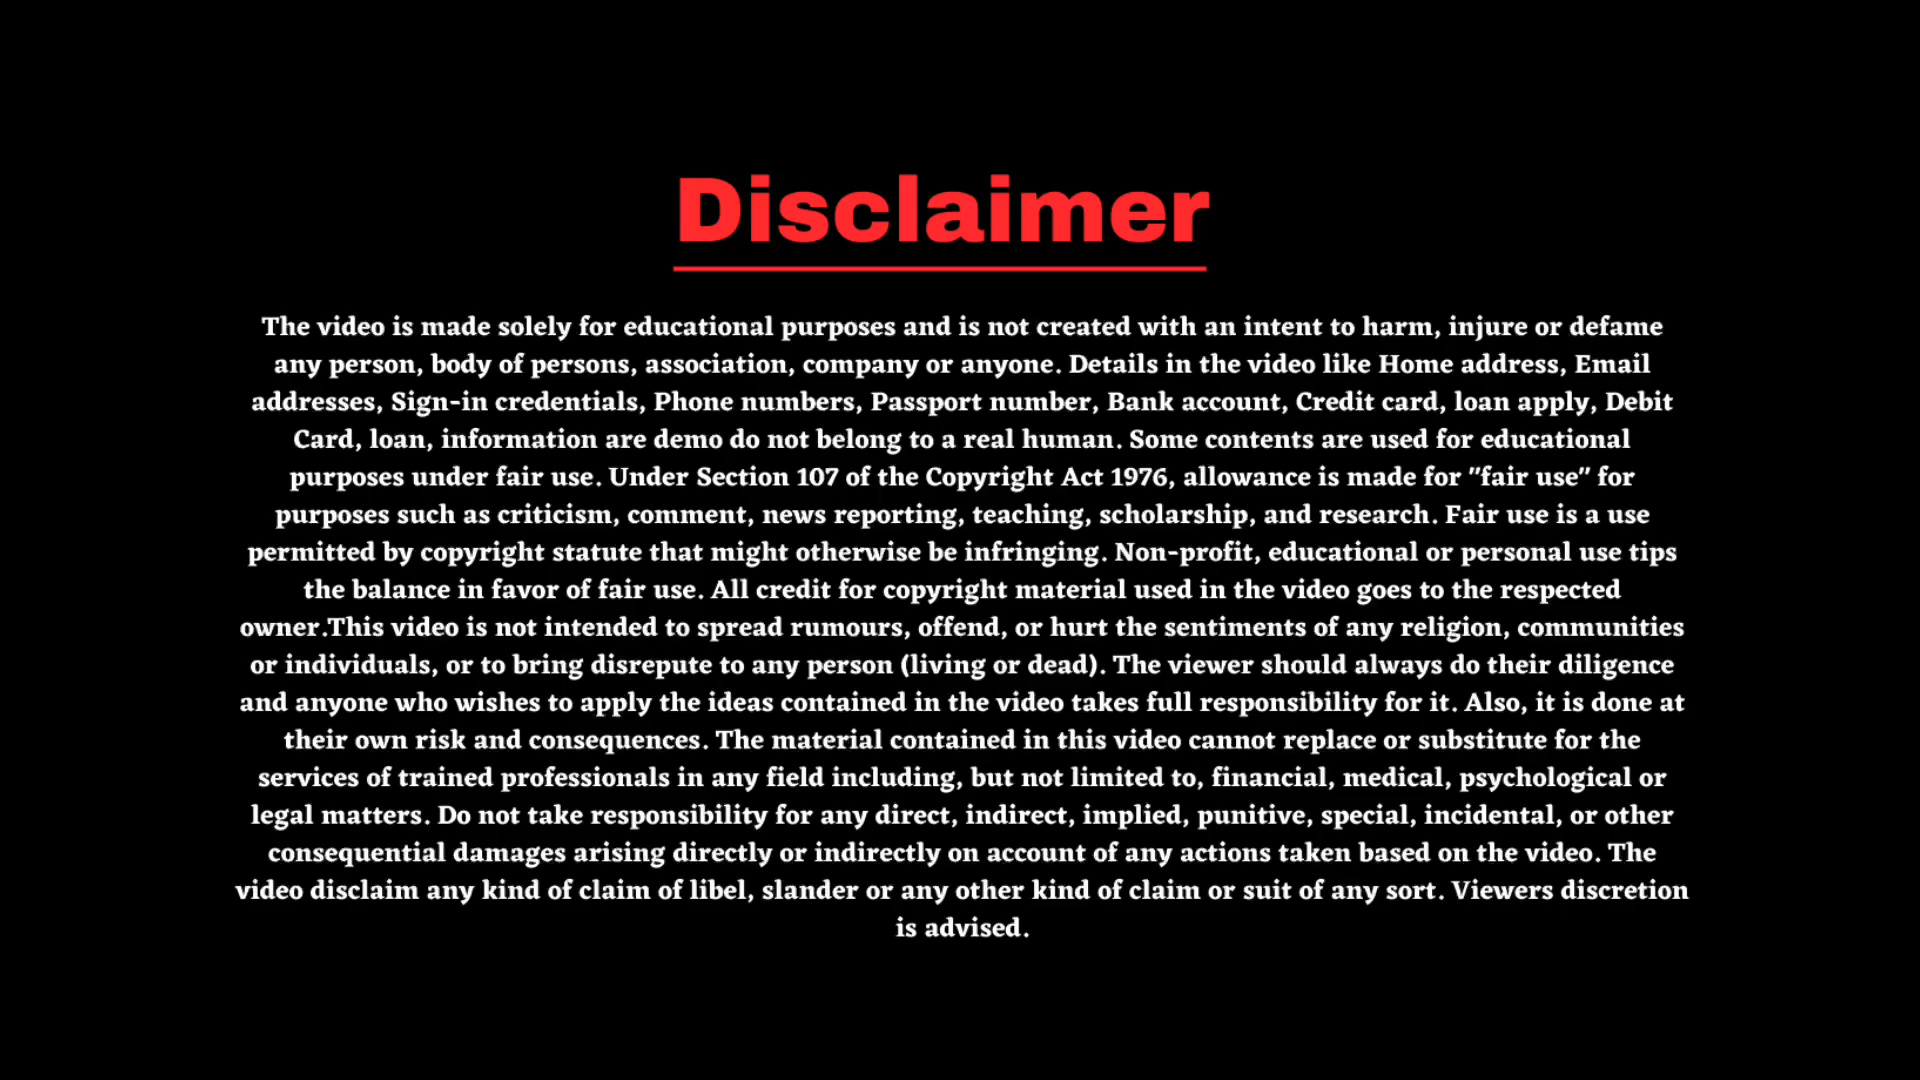 Disclaimer
The video is made solely for educational purposes and is not created with an intent to harm, injure or defame
any person, body of persons, association, company or anyone. Details in the video like Home address, Email
addresses, Sign-in credentials, Phone numbers, Passport number, Bank account, Credit card, loan apply, Debit
Card, loan, information are demo do not belong to a real human. Some contents are used for educational
purposes under fair use. Under Section 107 of the Copyright Act 1976, allowance is made for "fair use" for
purposes such as criticism, comment, news reporting, teaching, scholarship, and research. Fair use is a use
permitted by copyright statute that might otherwise be infringing. Non-profit, educational or personal use tips
the balance in favor of fair use. All credit for copyright material used in the video goes to the respected
owner.This video is not intended to spread rumours, offend, or hurt the sentiments of any religion, communities
or individuals, or to bring disrepute to any person (living or dead). The viewer should always do their diligence
and anyone who wishes to apply the ideas contained in the video takes full responsibility for it. Also, it is done at
their own risk and consequences. The material contained in this video cannot replace or substitute for the
services of trained professionals in any field including, but not limited to, financial, medical, psychological or
legal matters. Do not take responsibility for any direct, indirect, implied, punitive, special, incidental, or other
consequential damages arising directly or indirectly on account of any actions taken based on the video. The
video disclaim any kind of claim of libel, slander or any other kind of claim or suit of any sort. Viewers discretion
is advised.